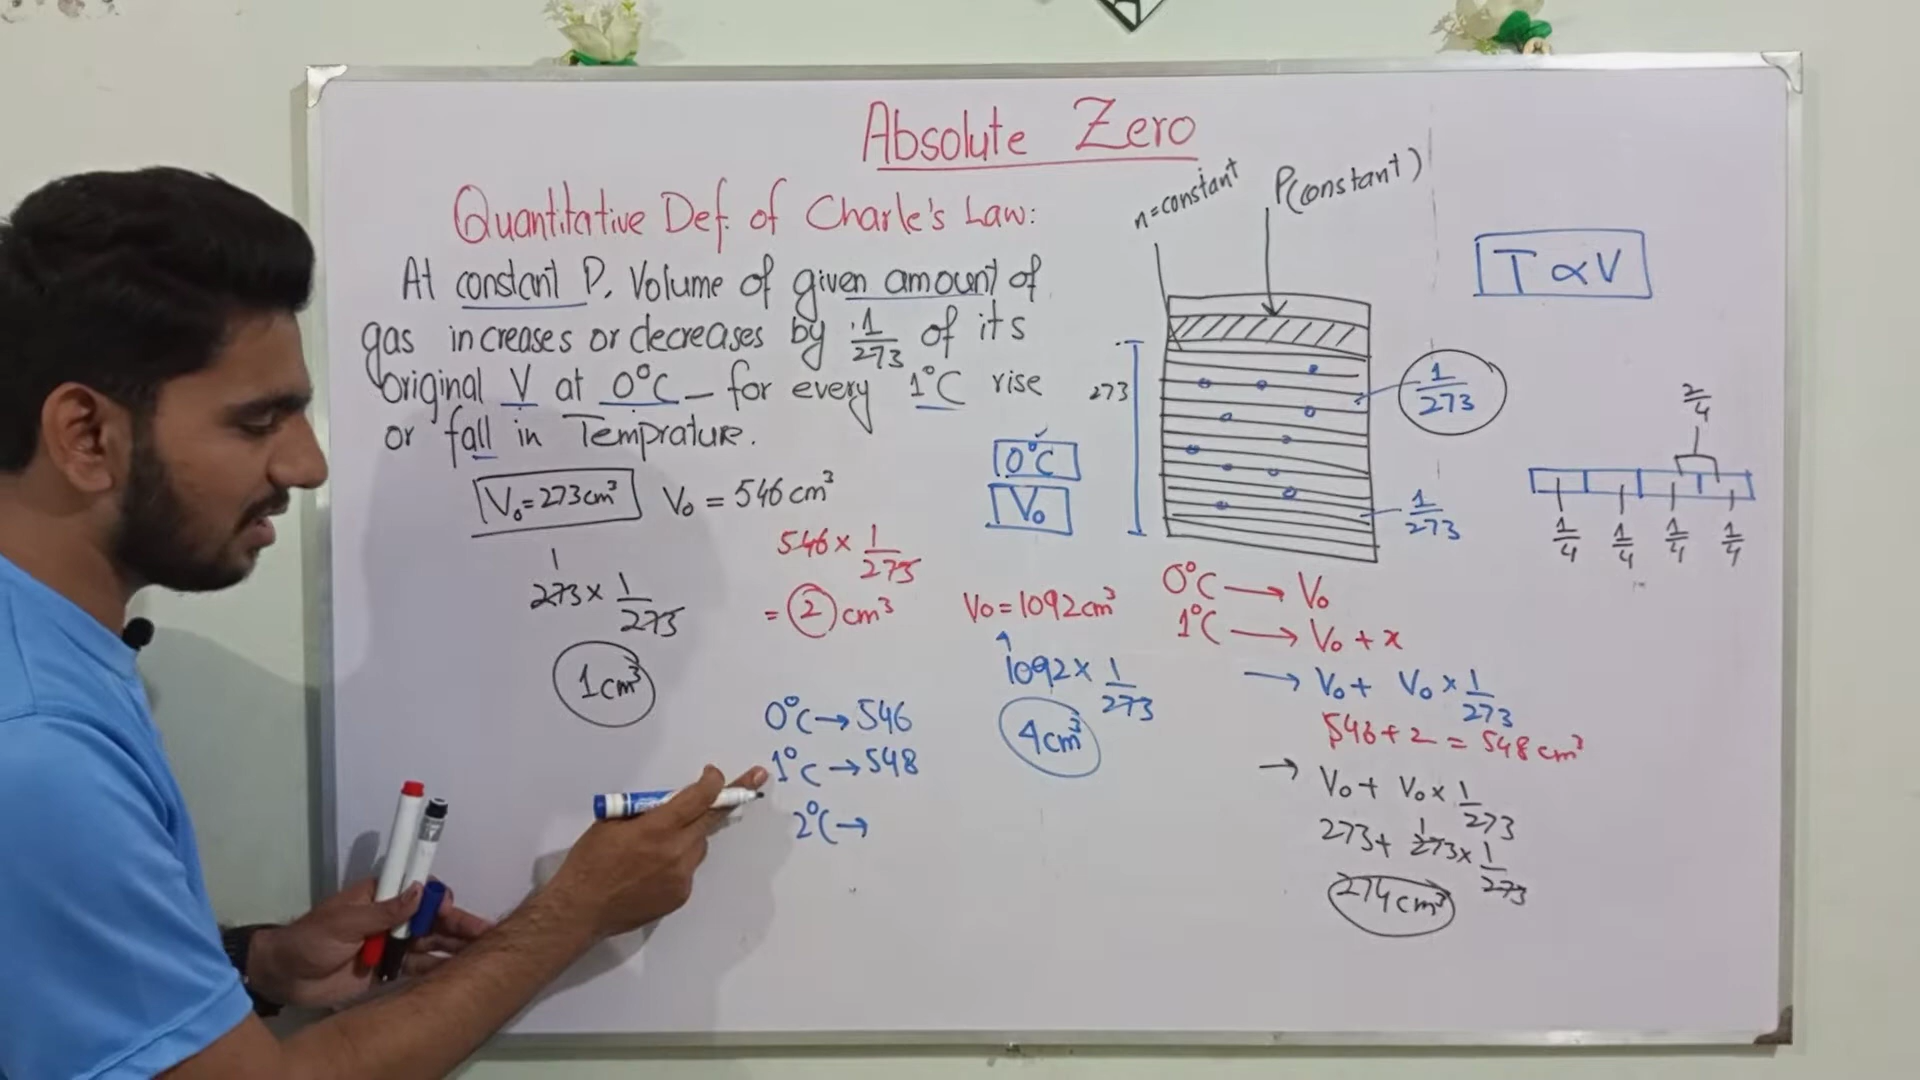 Absolute Zero
Quantitative Def. of Charle's Law:
At constant P, Volume of given amount of
gas increases or decreases by 1/273 of its
original V at 0°C – for every 1°C rise
or fall in Temprature.
V₀ = 273cm³
V₀ = 546 cm³
1
273 × 1/273
1cm³
546 × 1/273
= 2 cm³
0°C → 546
1°C → 548
2°C →
0°C
V₀
V₀ = 1092cm³
1092 × 1/273
4cm³
n = constant
P(constant)
273
1/273
1/273
T ∝ V
2/4
1/4 1/4 1/4 1/4
0°C → V₀
1°C → V₀ + x
→ V₀ + V₀ × 1/273
546 + 2 = 548 cm³
→ V₀ + V₀ × 1/273
1
273 + 273 × 1/273
274cm³